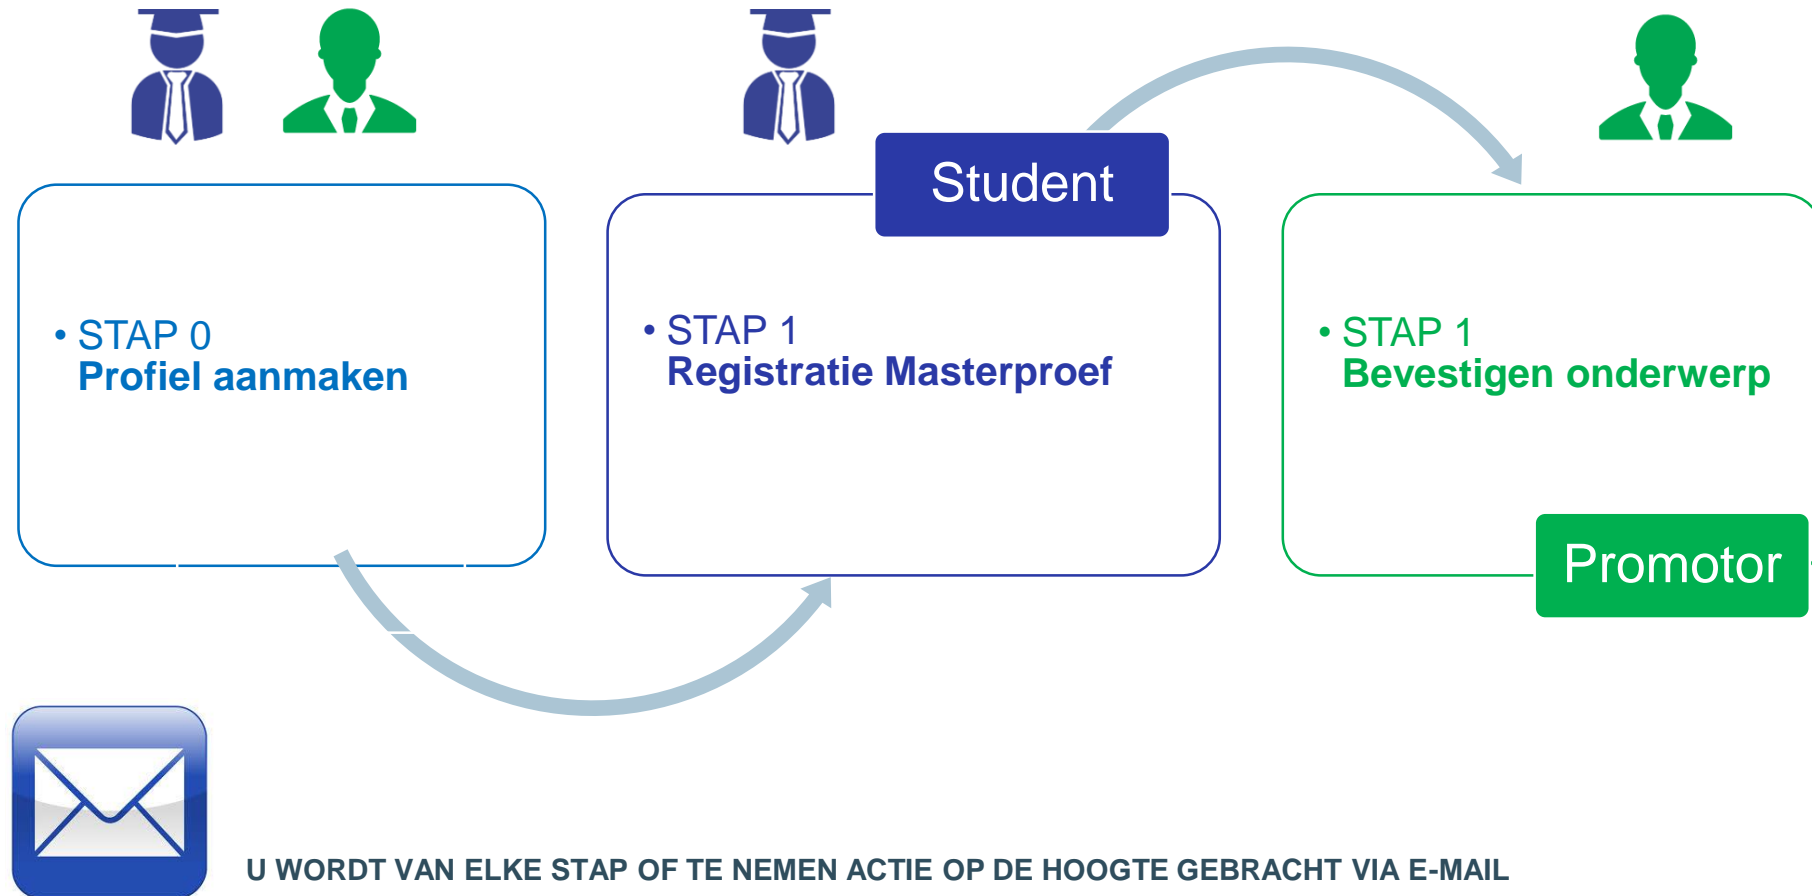 • STAP 0
Profiel aanmaken
Student
• STAP 1
Registratie Masterproef
• STAP 1
Bevestigen onderwerp
Promotor
U WORDT VAN ELKE STAP OF TE NEMEN ACTIE OP DE HOOGTE GEBRACHT VIA E-MAIL